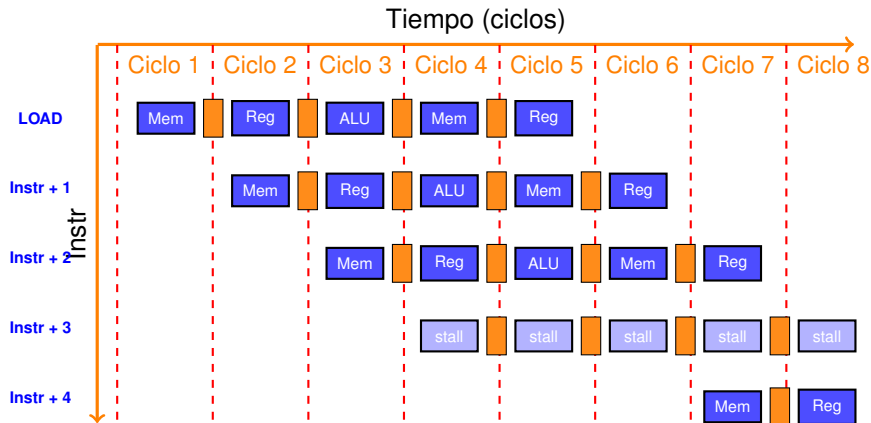 Tiempo (ciclos)
Ciclo 1 Ciclo 2 Ciclo 3 Ciclo 4 Ciclo 5 Ciclo 6 Ciclo 7 Ciclo 8
LOAD Mem Reg ALU Mem Reg
Instr + 1 Mem Reg ALU Mem Reg
Instr
Instr + 2 Mem Reg ALU Mem Reg
Instr + 3 stall stall stall stall stall
Instr + 4 Mem Reg